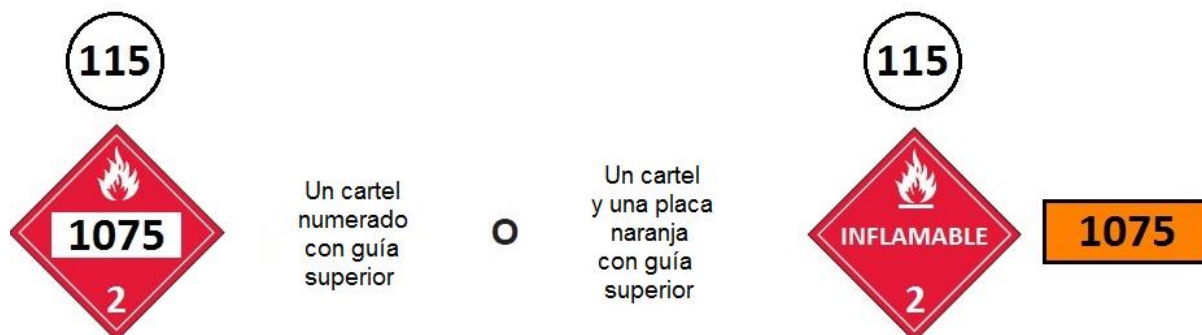 115
1075
2
Un cartel
numerado
con guía
superior
O
Un cartel
y una placa
naranja
con guía
superior
115
INFLAMABLE
2
1075